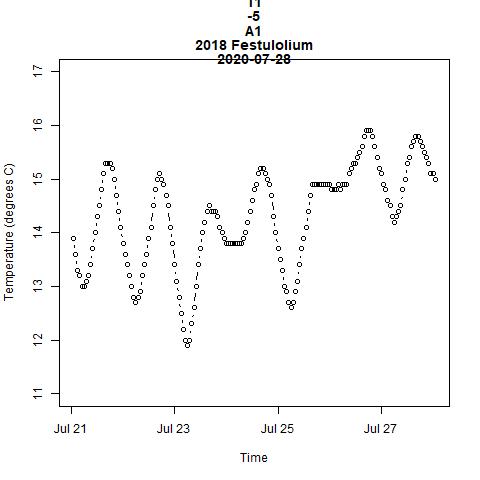 T1
-5
A1
2018 Festulolium
2020-07-28
17
16
15
14
13
12
11
Temperature (degrees C)
Jul 21 Jul 23 Jul 25 Jul 27
Time